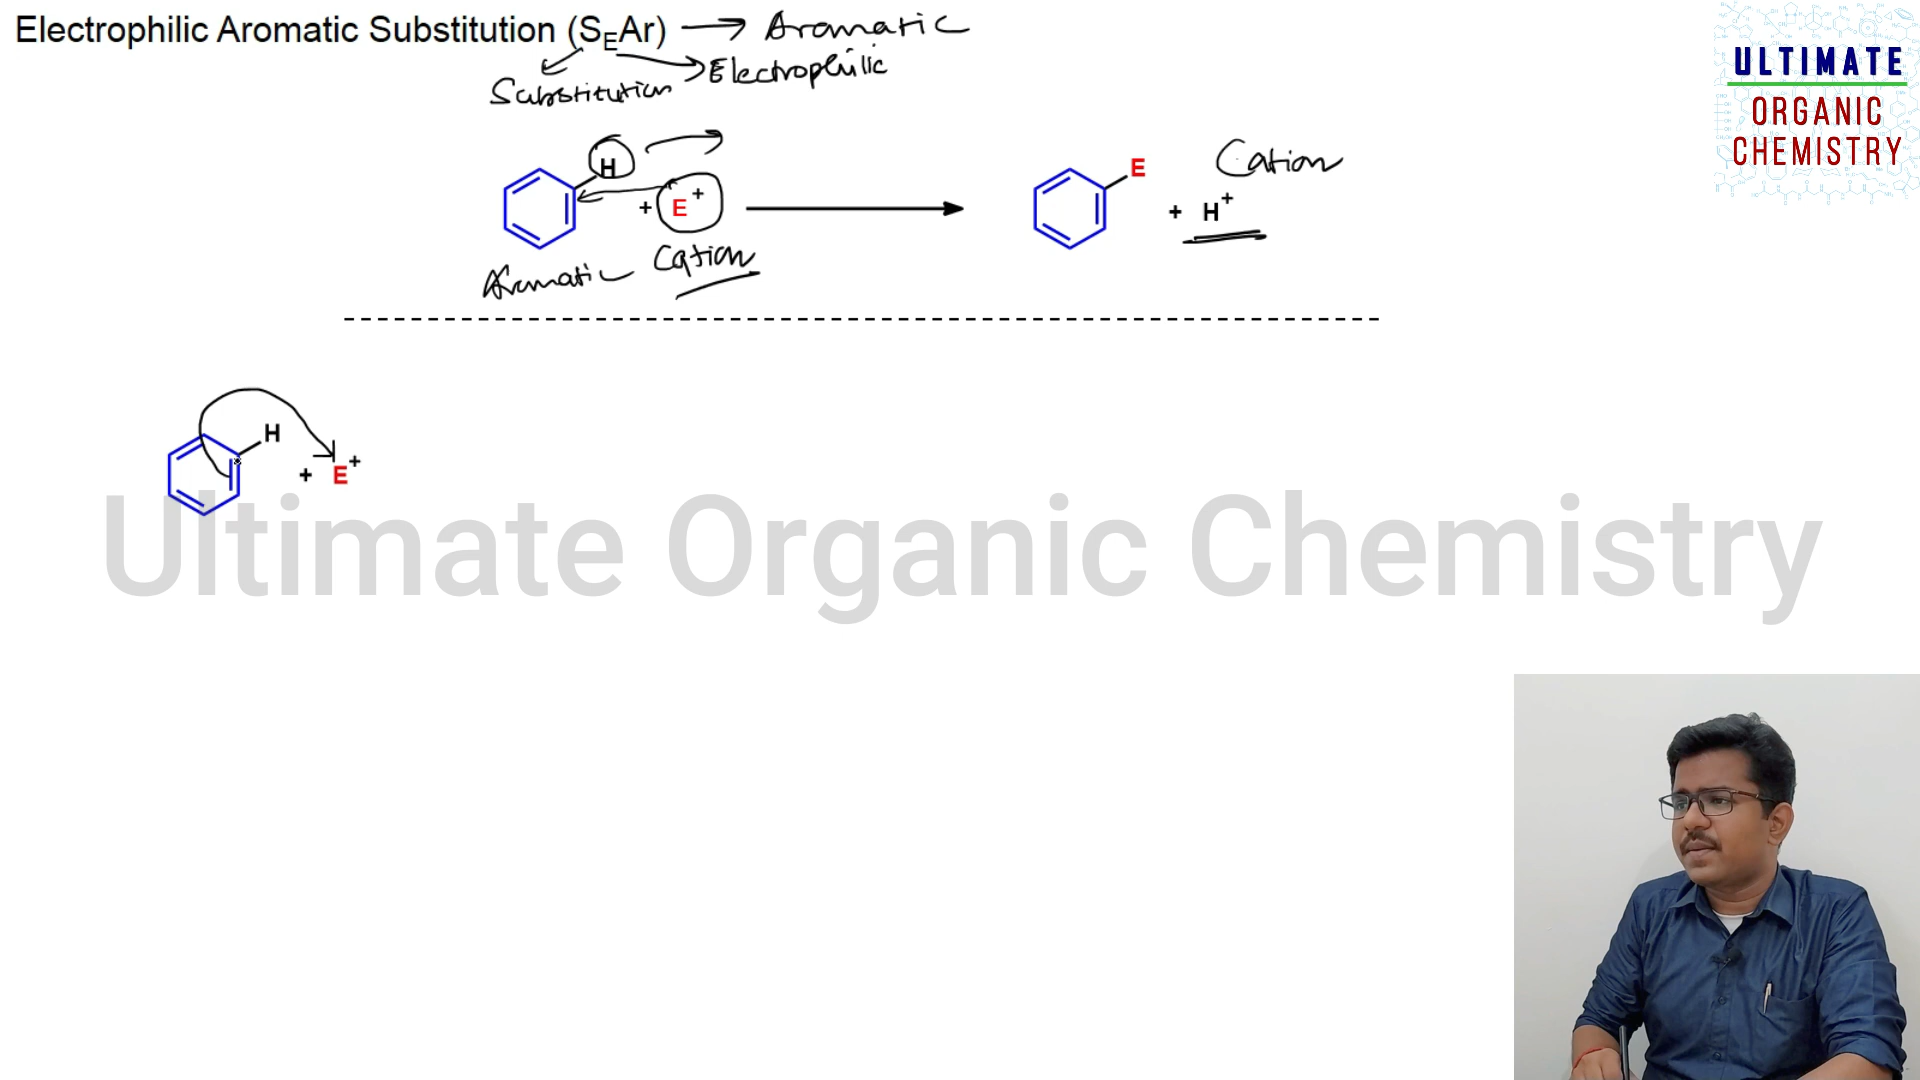 Electrophilic Aromatic Substitution (SEAr) → Aromatic
Substitution Electrophilic
ULTIMATE
ORGANIC
CHEMISTRY
H
+ E+
E
+ H+
Cation
Aromatic Cation
H
+ E+
Ultimate Organic Chemistry